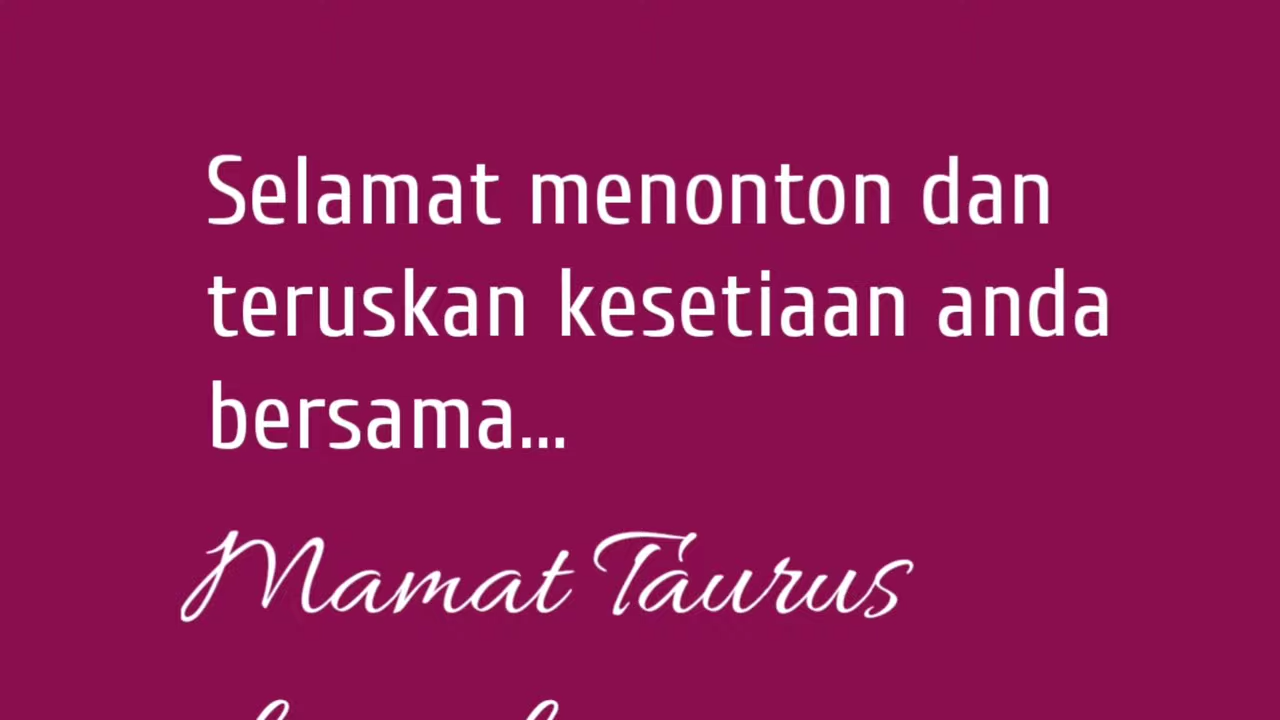 Selamat menonton dan
teruskan kesetiaan anda
bersama...
Mamat Taurus